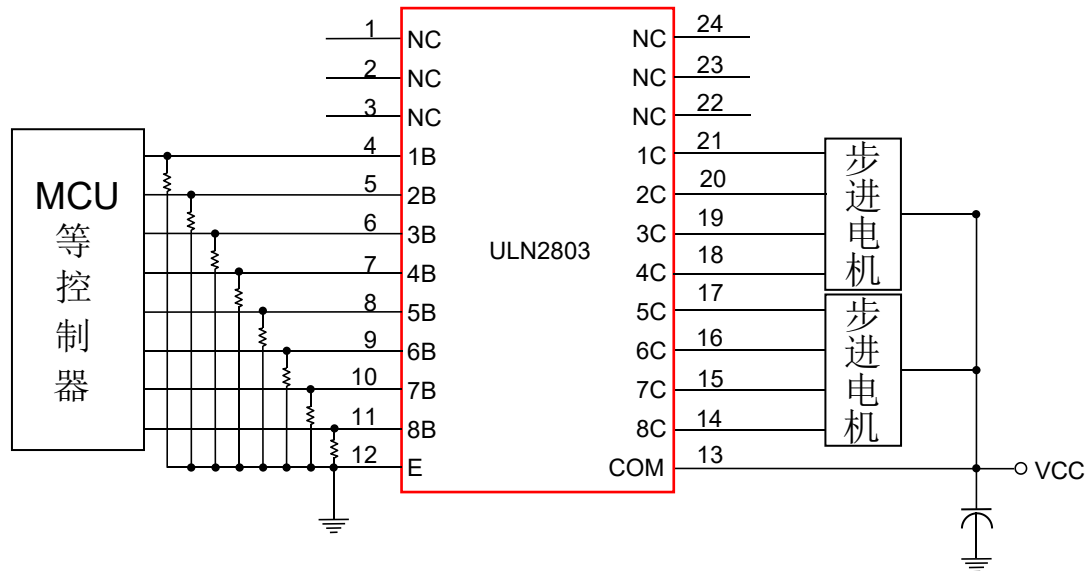 1 NC NC 24
2 NC NC 23
3 NC NC 22
4 1B 1C 21
5 2B 2C 20
6 3B 3C 19
7 4B 4C 18
8 5B 5C 17
9 6B 6C 16
10 7B 7C 15
11 8B 8C 14
12 E COM 13
MCU
等
控
制
器
ULN2803
步
进
电
机
步
进
电
机
VCC